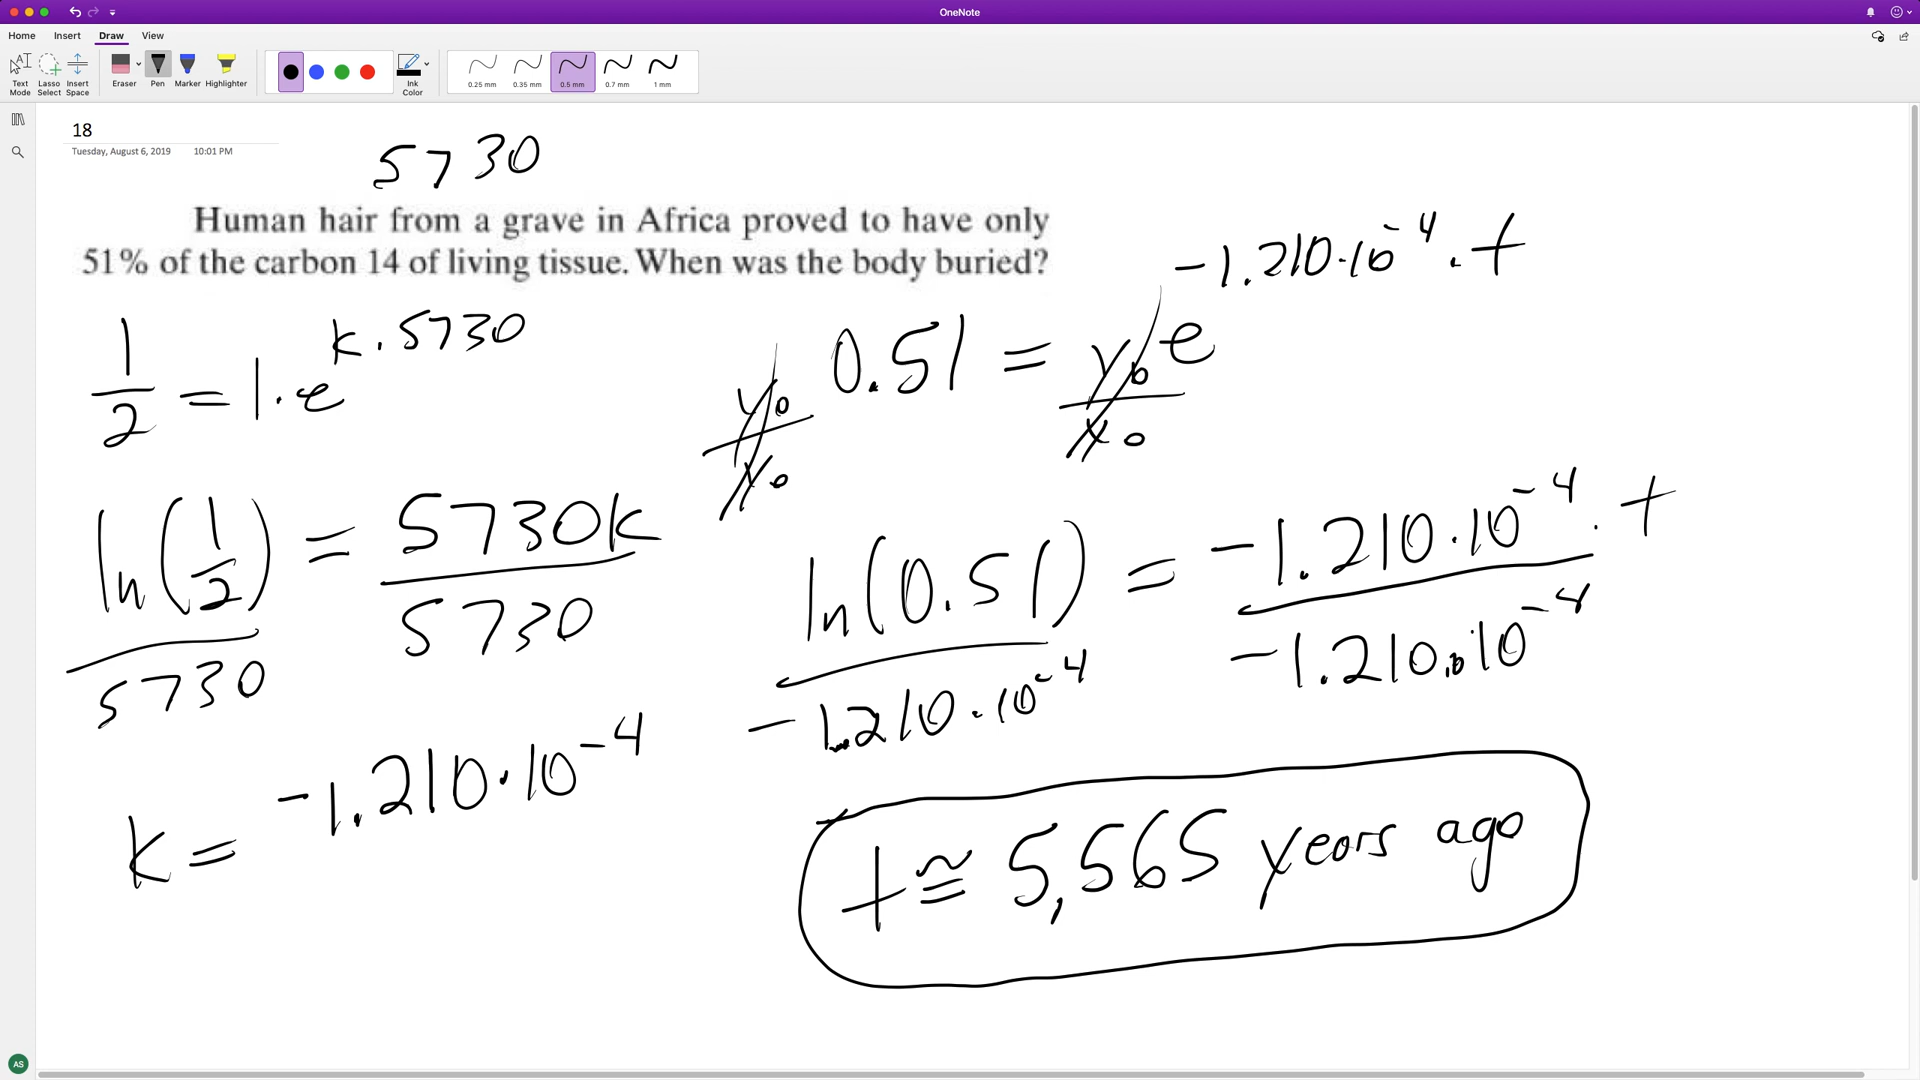 OneNote
Home Insert Draw View
Text Mode Lasso Select Insert Space Eraser Pen Marker Highlighter Ink Color 0.25 mm 0.35 mm 0.5 mm 0.7 mm 1 mm
18
Tuesday, August 6, 2019 10:01 PM
5730
Human hair from a grave in Africa proved to have only
51% of the carbon 14 of living tissue. When was the body buried?
1/2 = 1·e^(k·5730)
ln(1/2)/5730 = 5730k/5730
k = -1.210·10^-4
y₀/y₀ 0.51 = y₀/y₀ e^(-1.210·10^-4·t)
ln(0.51)/(-1.210·10^-4) = (-1.210·10^-4·t)/(-1.210·10^-4)
t ≅ 5,565 years ago
AS